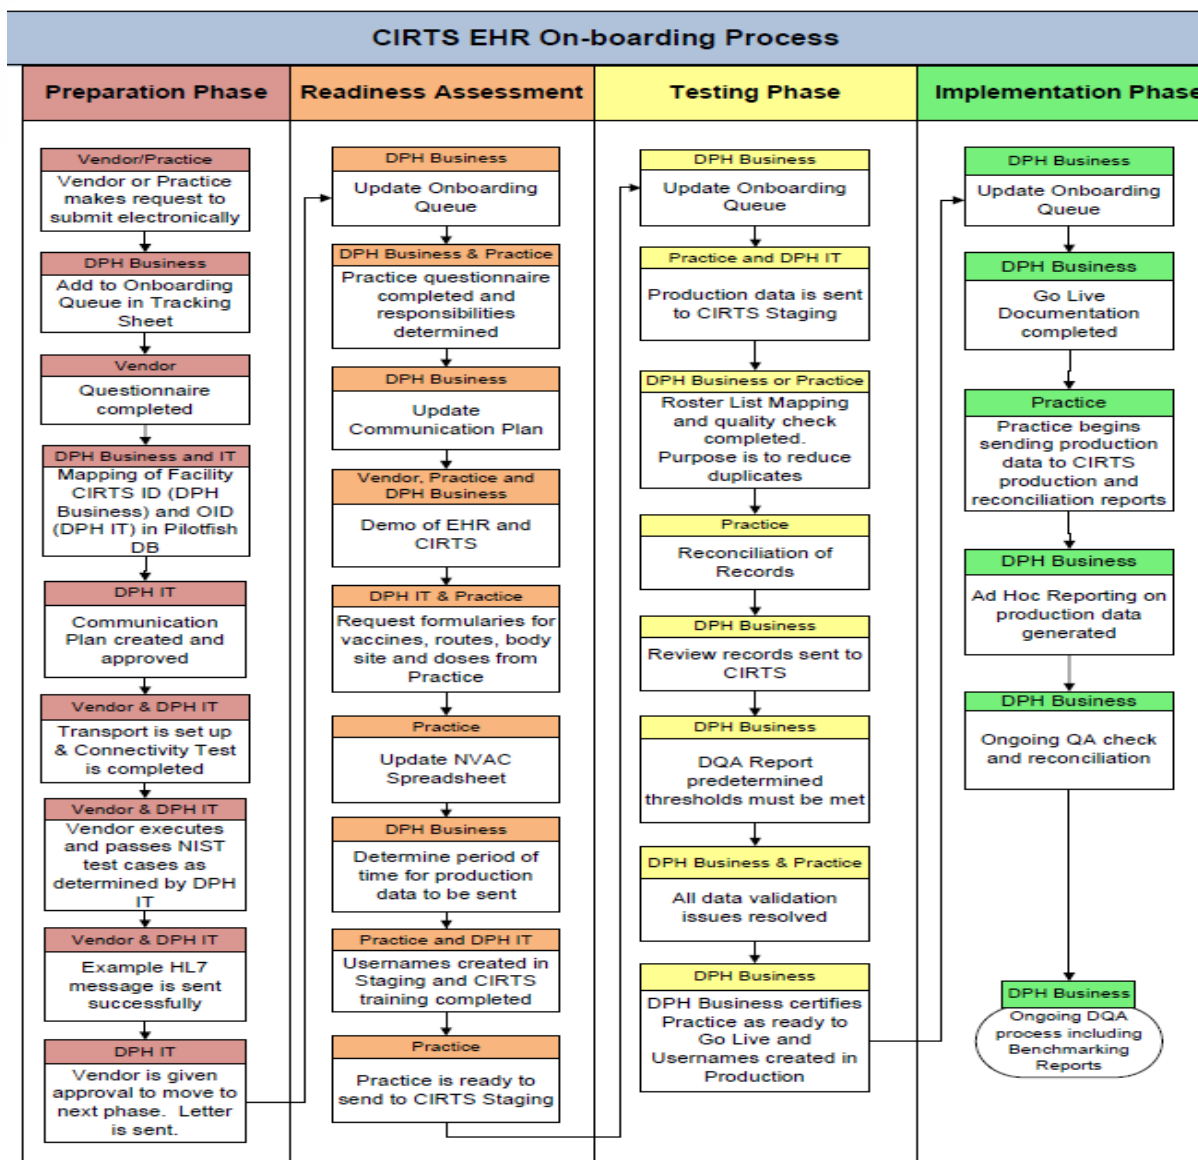 CIRTS EHR On-boarding Process
Preparation Phase
Vendor/Practice
Vendor or Practice
makes request to
submit electronically
DPH Business
Add to Onboarding
Queue in Tracking
Sheet
Vendor
Questionnaire
completed
DPH Business and IT
Mapping of Facility
CIRTS ID (DPH
Business) and OID
(DPH IT) in Pilotfish
DB
DPH IT
Communication
Plan created and
approved
Vendor & DPH IT
Transport is set up
& Connectivity Test
is completed
Vendor & DPH IT
Vendor executes
and passes NIST
test cases as
determined by DPH
IT
Vendor & DPH IT
Example HL7
message is sent
successfully
DPH IT
Vendor is given
approval to move to
next phase. Letter
is sent.
Readiness Assessment
DPH Business
Update Onboarding
Queue
DPH Business & Practice
Practice questionnaire
completed and
responsibilities
determined
DPH Business
Update
Communication Plan
Vendor, Practice and
DPH Business
Demo of EHR and
CIRTS
DPH IT & Practice
Request formularies for
vaccines, routes, body
site and doses from
Practice
Practice
Update NVAC
Spreadsheet
DPH Business
Determine period of
time for production
data to be sent
Practice and DPH IT
Usernames created in
Staging and CIRTS
training completed
Practice
Practice is ready to
send to CIRTS Staging
Testing Phase
DPH Business
Update Onboarding
Queue
Practice and DPH IT
Production data is sent
to CIRTS Staging
DPH Business or Practice
Roster List Mapping
and quality check
completed.
Purpose is to reduce
duplicates
Practice
Reconciliation of
Records
DPH Business
Review records sent to
CIRTS
DPH Business
DQA Report
predetermined
thresholds must be met
DPH Business & Practice
All data validation
issues resolved
DPH Business
DPH Business certifies
Practice as ready to
Go Live and
Usernames created in
Production
Implementation Phase
DPH Business
Update Onboarding
Queue
DPH Business
Go Live
Documentation
completed
Practice
Practice begins
sending production
data to CIRTS
production and
reconciliation reports
DPH Business
Ad Hoc Reporting on
production data
generated
DPH Business
Ongoing QA check
and reconciliation
DPH Business
Ongoing DQA
process including
Benchmarking
Reports